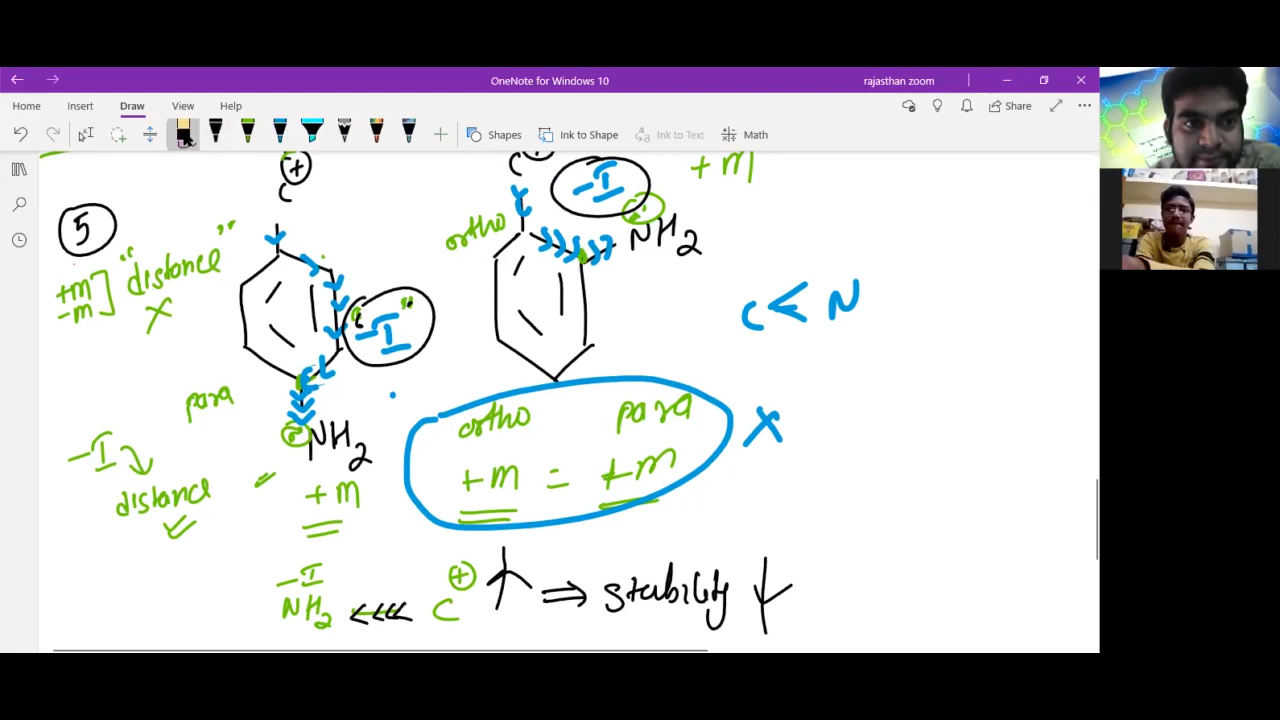 OneNote for Windows 10
rajasthan zoom
Home Insert Draw View Help
Share
Shapes Ink to Shape Ink to Text Math
C +
C +
-I
+m
5
ortho
NH2
+m
-m
"distance"
x
"-I"
C < N
para
NH2
ortho para
x
-I
distance
= +m
+m = +m
-I
NH2 C + ⇒ stability